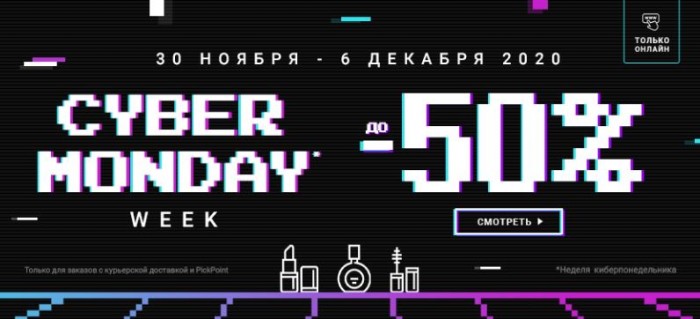 WWW
ТОЛЬКО
ОНЛАЙН
30 НОЯБРЯ - 6 ДЕКАБРЯ 2020
CYBER
MONDAY*
WEEK
ДО
-50%
СМОТРЕТЬ
Только для заказов с курьерской доставкой и PickPoint
*Неделя киберпонедельника